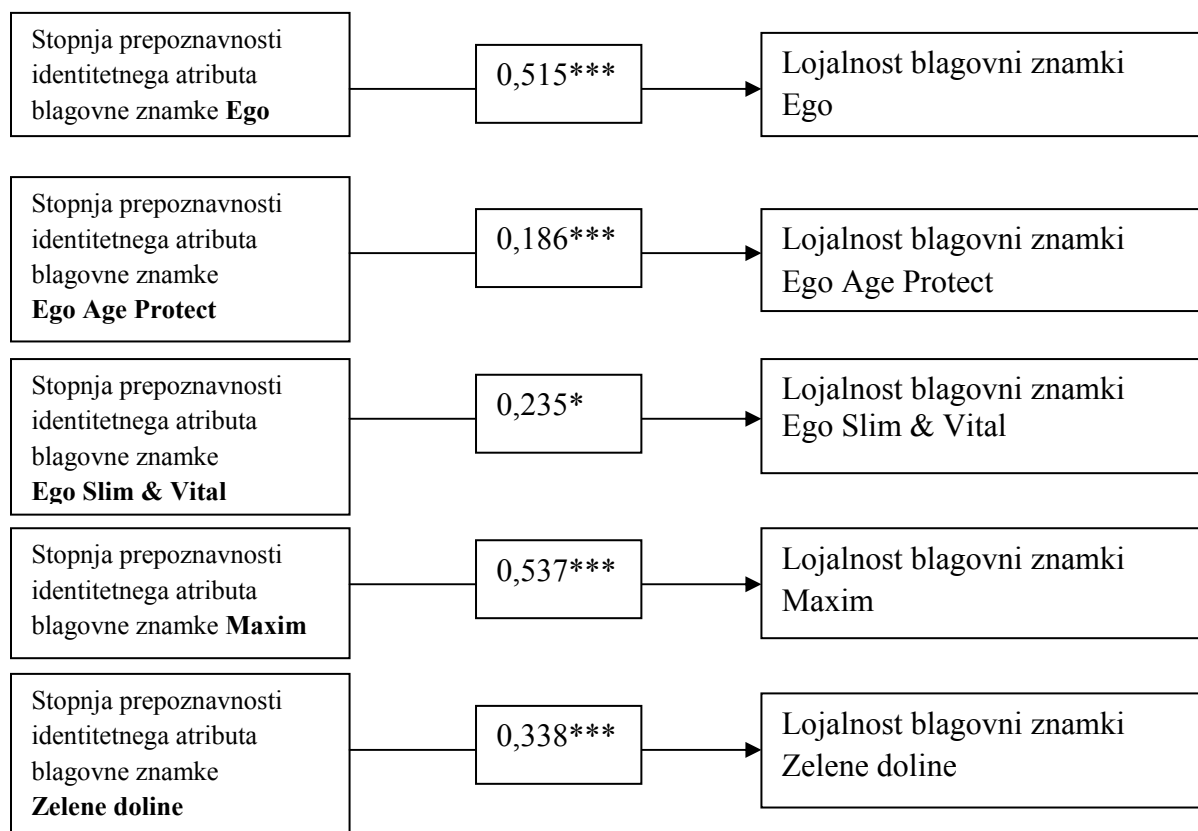 Stopnja prepoznavnosti
identitetnega atributa
blagovne znamke Ego
0,515***
Lojalnost blagovni znamki
Ego
Stopnja prepoznavnosti
identitetnega atributa
blagovne znamke
Ego Age Protect
0,186***
Lojalnost blagovni znamki
Ego Age Protect
Stopnja prepoznavnosti
identitetnega atributa
blagovne znamke
Ego Slim & Vital
0,235*
Lojalnost blagovni znamki
Ego Slim & Vital
Stopnja prepoznavnosti
identitetnega atributa
blagovne znamke Maxim
0,537***
Lojalnost blagovni znamki
Maxim
Stopnja prepoznavnosti
identitetnega atributa
blagovne znamke
Zelene doline
0,338***
Lojalnost blagovni znamki
Zelene doline